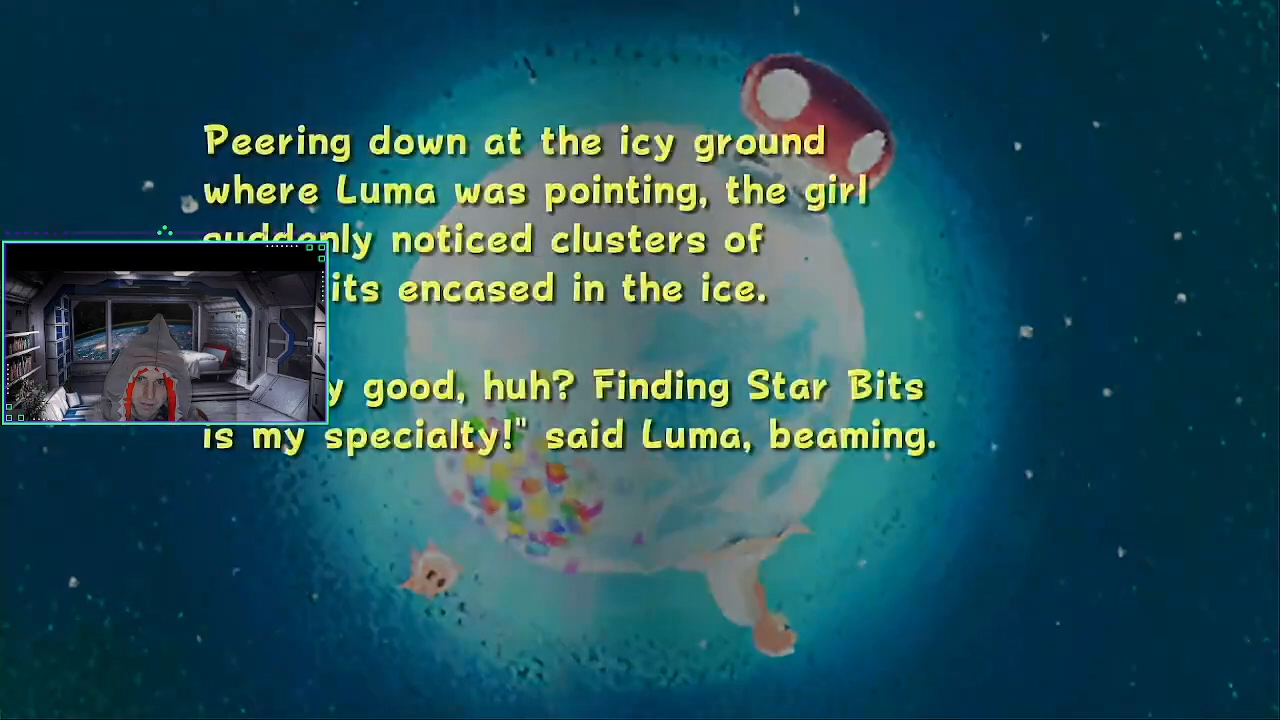 Peering down at the icy ground
where Luma was pointing, the girl
suddenly noticed clusters of
encased in the ice.
good, huh? Finding Star Bits
is my specialty!" said Luma, beaming.